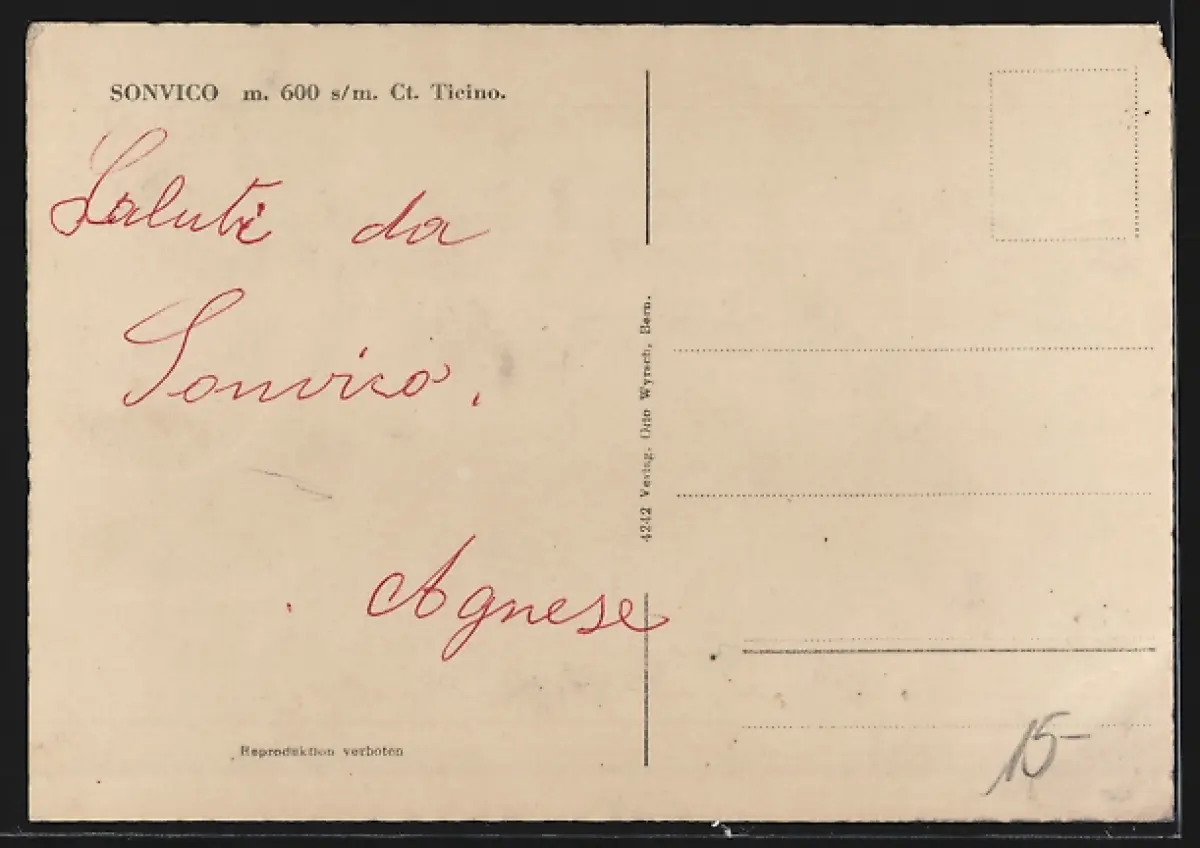 SONVICO m. 600 s/m. Ct. Ticino.
Saluti da
Sonvico.
Agnese
Reproduktion verboten
4242 Verlag. Otto Wyrsch, Bern.
15-